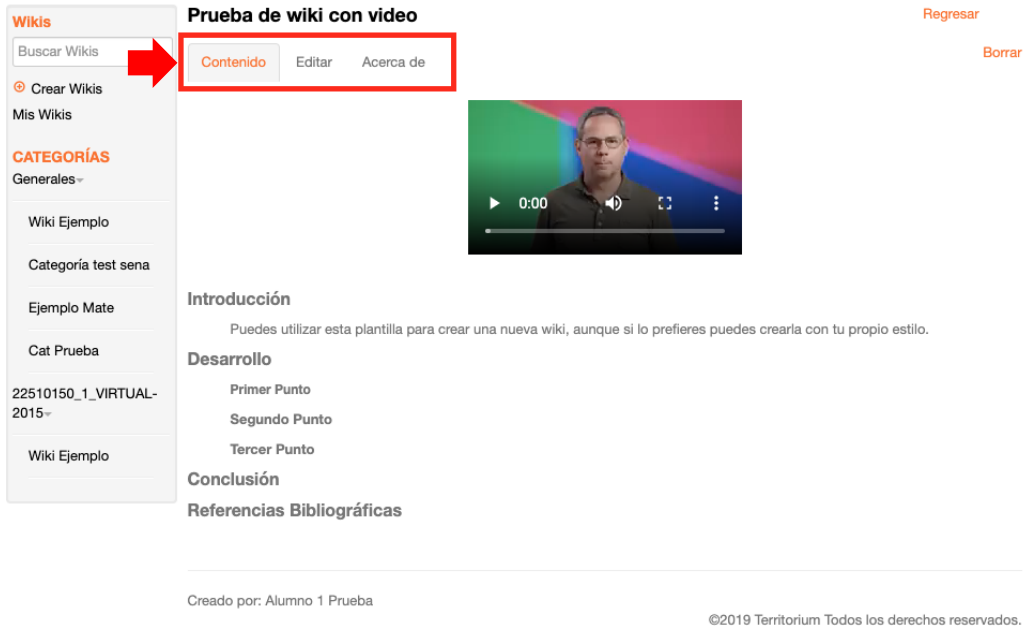 Wikis
Buscar Wikis
Crear Wikis
Mis Wikis
CATEGORÍAS
Generales
Wiki Ejemplo
Categoría test sena
Ejemplo Mate
Cat Prueba
22510150_1_VIRTUAL-
2015
Wiki Ejemplo
Prueba de wiki con video
Regresar
Contenido Editar Acerca de
Borrar
0:00
Introducción
Puedes utilizar esta plantilla para crear una nueva wiki, aunque si lo prefieres puedes crearla con tu propio estilo.
Desarrollo
Primer Punto
Segundo Punto
Tercer Punto
Conclusión
Referencias Bibliográficas
Creado por: Alumno 1 Prueba
©2019 Territorium Todos los derechos reservados.